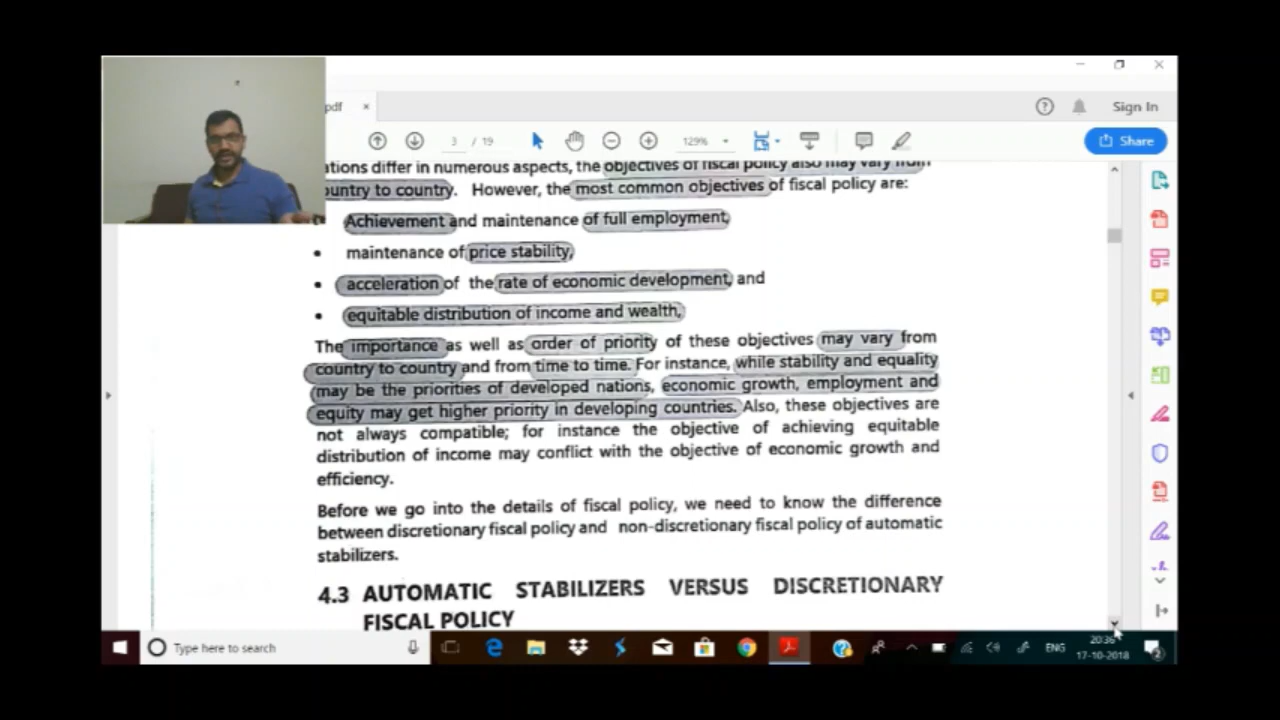 pdf
Sign In
3 / 19
129%
Share
ations differ in numerous aspects, the objectives of fiscal policy also may vary from
ountry to country. However, the most common objectives of fiscal policy are:
Achievement and maintenance of full employment,
• maintenance of price stability,
• acceleration of the rate of economic development, and
• equitable distribution of income and wealth,
The importance as well as order of priority of these objectives may vary from
country to country and from time to time. For instance, while stability and equality
may be the priorities of developed nations, economic growth, employment and
equity may get higher priority in developing countries. Also, these objectives are
not always compatible; for instance the objective of achieving equitable
distribution of income may conflict with the objective of economic growth and
efficiency.
Before we go into the details of fiscal policy, we need to know the difference
between discretionary fiscal policy and non-discretionary fiscal policy of automatic
stabilizers.
4.3 AUTOMATIC STABILIZERS VERSUS DISCRETIONARY
FISCAL POLICY
Type here to search
ENG
20:36
17-10-2018